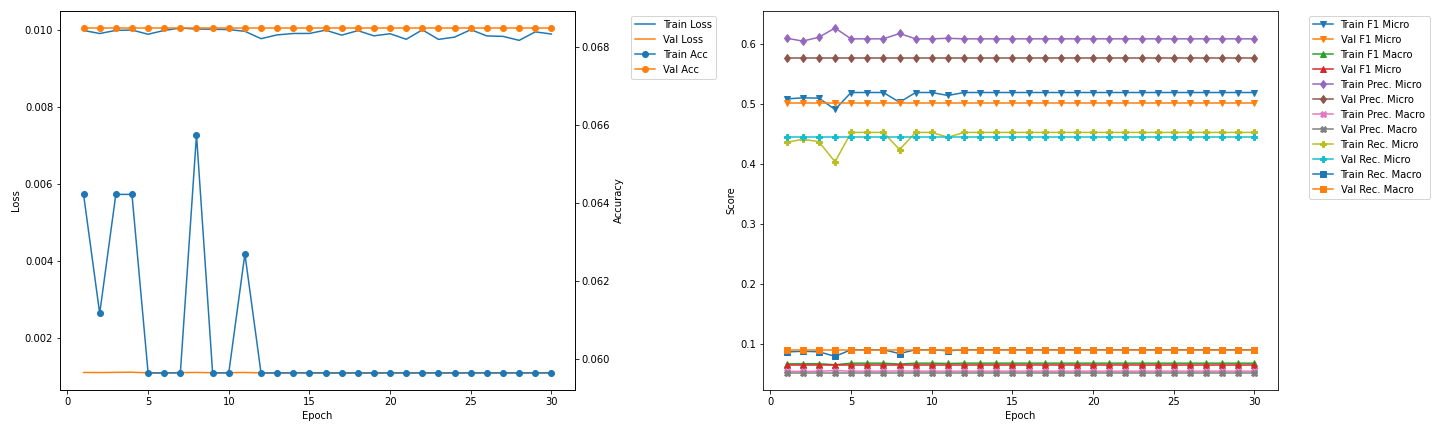 0.010
0.008
0.006
0.004
0.002
Loss
0
5
10
15
20
25
30
Epoch
0.068
0.066
0.064
0.062
0.060
Accuracy
Train Loss
Val Loss
Train Acc
Val Acc
0.6
0.5
0.4
0.3
0.2
0.1
Score
0
5
10
15
20
25
30
Epoch
Train F1 Micro
Val F1 Micro
Train F1 Macro
Val F1 Micro
Train Prec. Micro
Val Prec. Micro
Train Prec. Macro
Val Prec. Macro
Train Rec. Micro
Val Rec. Micro
Train Rec. Macro
Val Rec. Macro